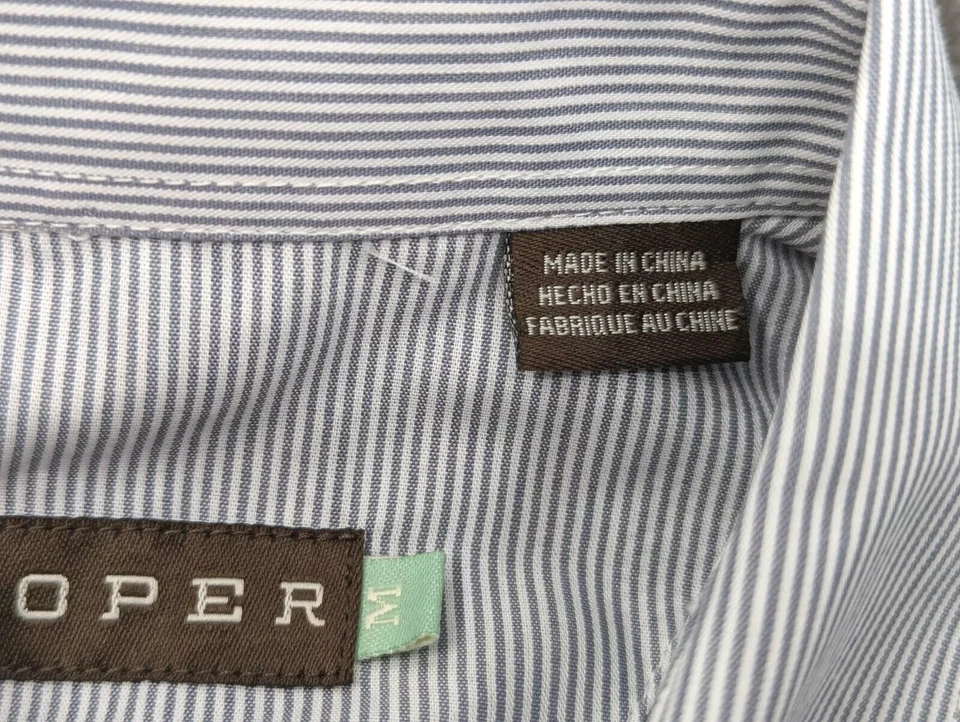 MADE IN CHINA
HECHO EN CHINA
FABRIQUE AU CHINE
OPER
M